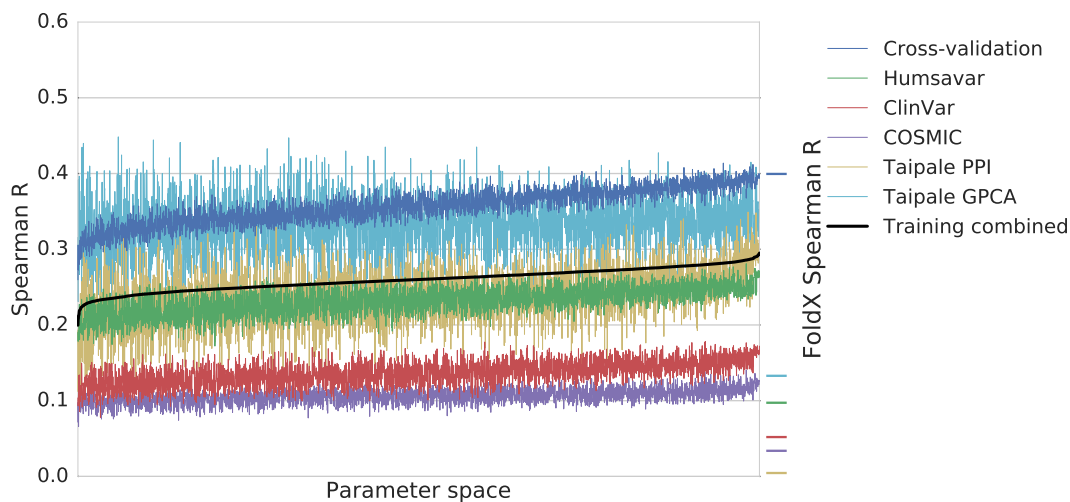 0.6
0.5
0.4
0.3
0.2
0.1
0.0
Spearman R
Parameter space
FoldX Spearman R
Cross-validation
Humsavar
ClinVar
COSMIC
Taipale PPI
Taipale GPCA
Training combined